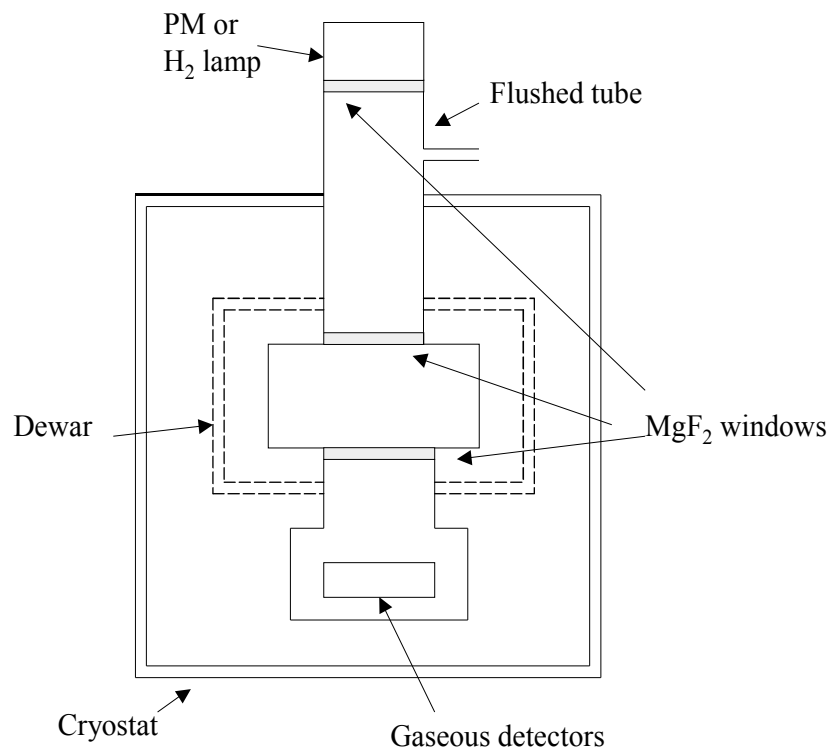 PM or
H₂ lamp
Flushed tube
Dewar
MgF₂ windows
Cryostat
Gaseous detectors